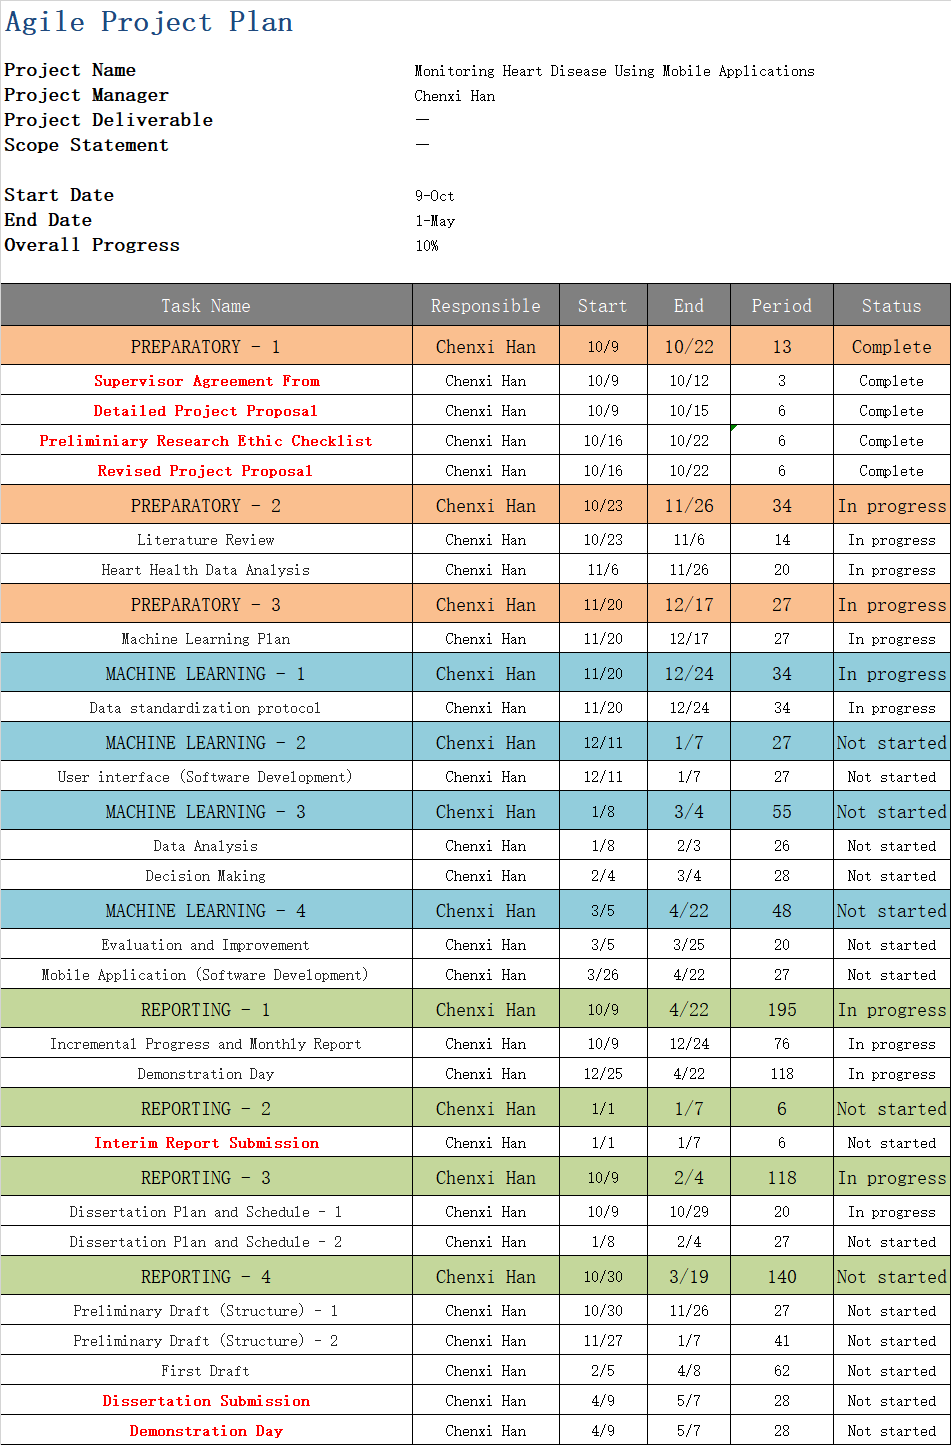 Agile Project Plan
Project Name Monitoring Heart Disease Using Mobile Applications
Project Manager Chenxi Han
Project Deliverable —
Scope Statement —
Start Date 9-Oct
End Date 1-May
Overall Progress 10%
Task Name Responsible Start End Period Status
PREPARATORY - 1 Chenxi Han 10/9 10/22 13 Complete
Supervisor Agreement From Chenxi Han 10/9 10/12 3 Complete
Detailed Project Proposal Chenxi Han 10/9 10/15 6 Complete
Preliminiary Research Ethic Checklist Chenxi Han 10/16 10/22 6 Complete
Revised Project Proposal Chenxi Han 10/16 10/22 6 Complete
PREPARATORY - 2 Chenxi Han 10/23 11/26 34 In progress
Literature Review Chenxi Han 10/23 11/6 14 In progress
Heart Health Data Analysis Chenxi Han 11/6 11/26 20 In progress
PREPARATORY - 3 Chenxi Han 11/20 12/17 27 In progress
Machine Learning Plan Chenxi Han 11/20 12/17 27 In progress
MACHINE LEARNING - 1 Chenxi Han 11/20 12/24 34 In progress
Data standardization protocol Chenxi Han 11/20 12/24 34 In progress
MACHINE LEARNING - 2 Chenxi Han 12/11 1/7 27 Not started
User interface (Software Development) Chenxi Han 12/11 1/7 27 Not started
MACHINE LEARNING - 3 Chenxi Han 1/8 3/4 55 Not started
Data Analysis Chenxi Han 1/8 2/3 26 Not started
Decision Making Chenxi Han 2/4 3/4 28 Not started
MACHINE LEARNING - 4 Chenxi Han 3/5 4/22 48 Not started
Evaluation and Improvement Chenxi Han 3/5 3/25 20 Not started
Mobile Application (Software Development) Chenxi Han 3/26 4/22 27 Not started
REPORTING - 1 Chenxi Han 10/9 4/22 195 In progress
Incremental Progress and Monthly Report Chenxi Han 10/9 12/24 76 In progress
Demonstration Day Chenxi Han 12/25 4/22 118 In progress
REPORTING - 2 Chenxi Han 1/1 1/7 6 Not started
Interim Report Submission Chenxi Han 1/1 1/7 6 Not started
REPORTING - 3 Chenxi Han 10/9 2/4 118 In progress
Dissertation Plan and Schedule - 1 Chenxi Han 10/9 10/29 20 In progress
Dissertation Plan and Schedule - 2 Chenxi Han 1/8 2/4 27 Not started
REPORTING - 4 Chenxi Han 10/30 3/19 140 Not started
Preliminary Draft (Structure) - 1 Chenxi Han 10/30 11/26 27 Not started
Preliminary Draft (Structure) - 2 Chenxi Han 11/27 1/7 41 Not started
First Draft Chenxi Han 2/5 4/8 62 Not started
Dissertation Submission Chenxi Han 4/9 5/7 28 Not started
Demonstration Day Chenxi Han 4/9 5/7 28 Not started